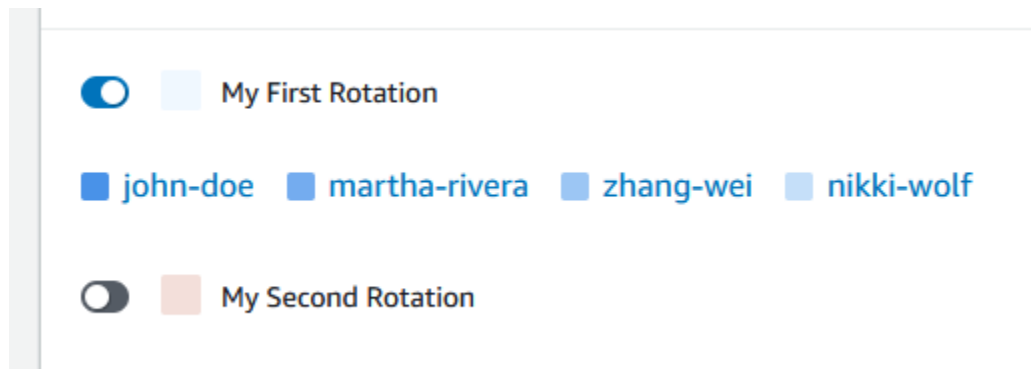 My First Rotation
john-doe martha-rivera zhang-wei nikki-wolf
My Second Rotation